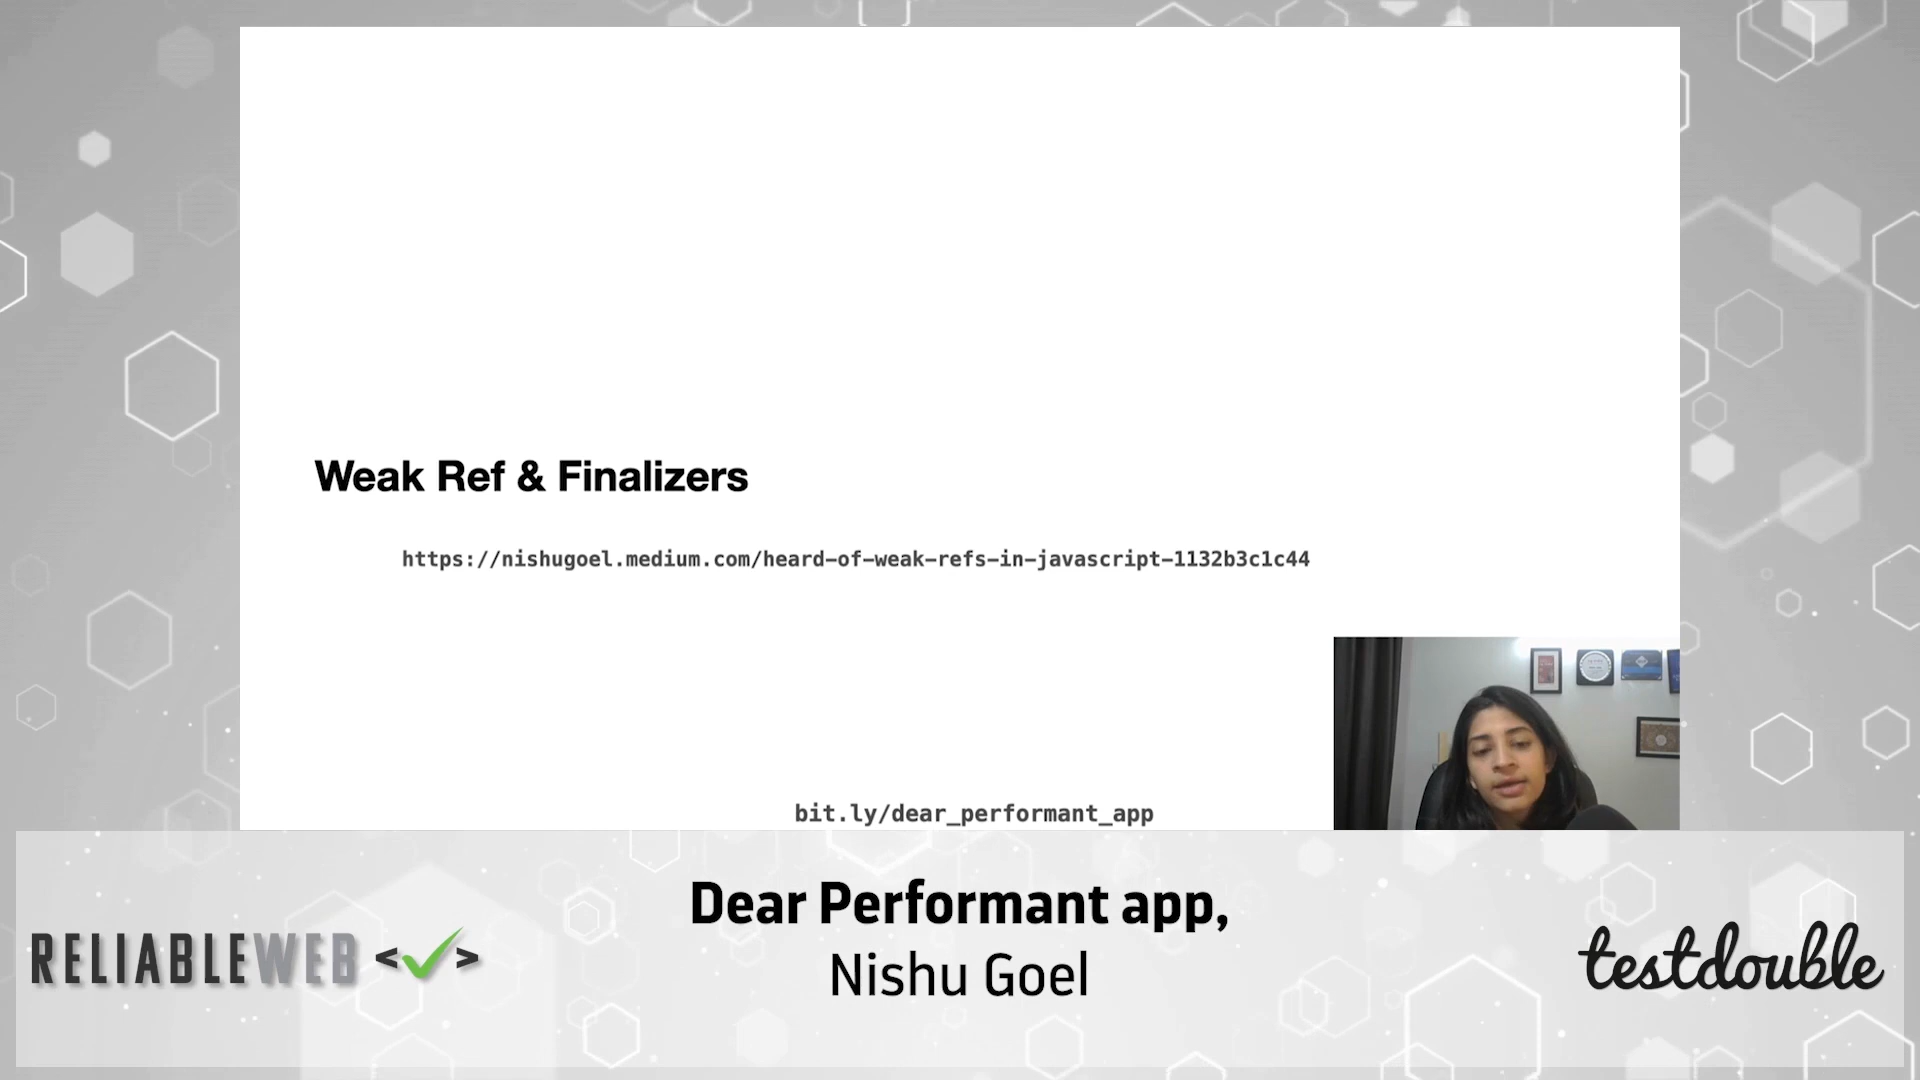 Weak Ref & Finalizers
https://nishugoel.medium.com/heard-of-weak-refs-in-javascript-1132b3c1c44
bit.ly/dear_performant_app
RELIABLEWEB <✓>
Dear Performant app,
Nishu Goel
testdouble